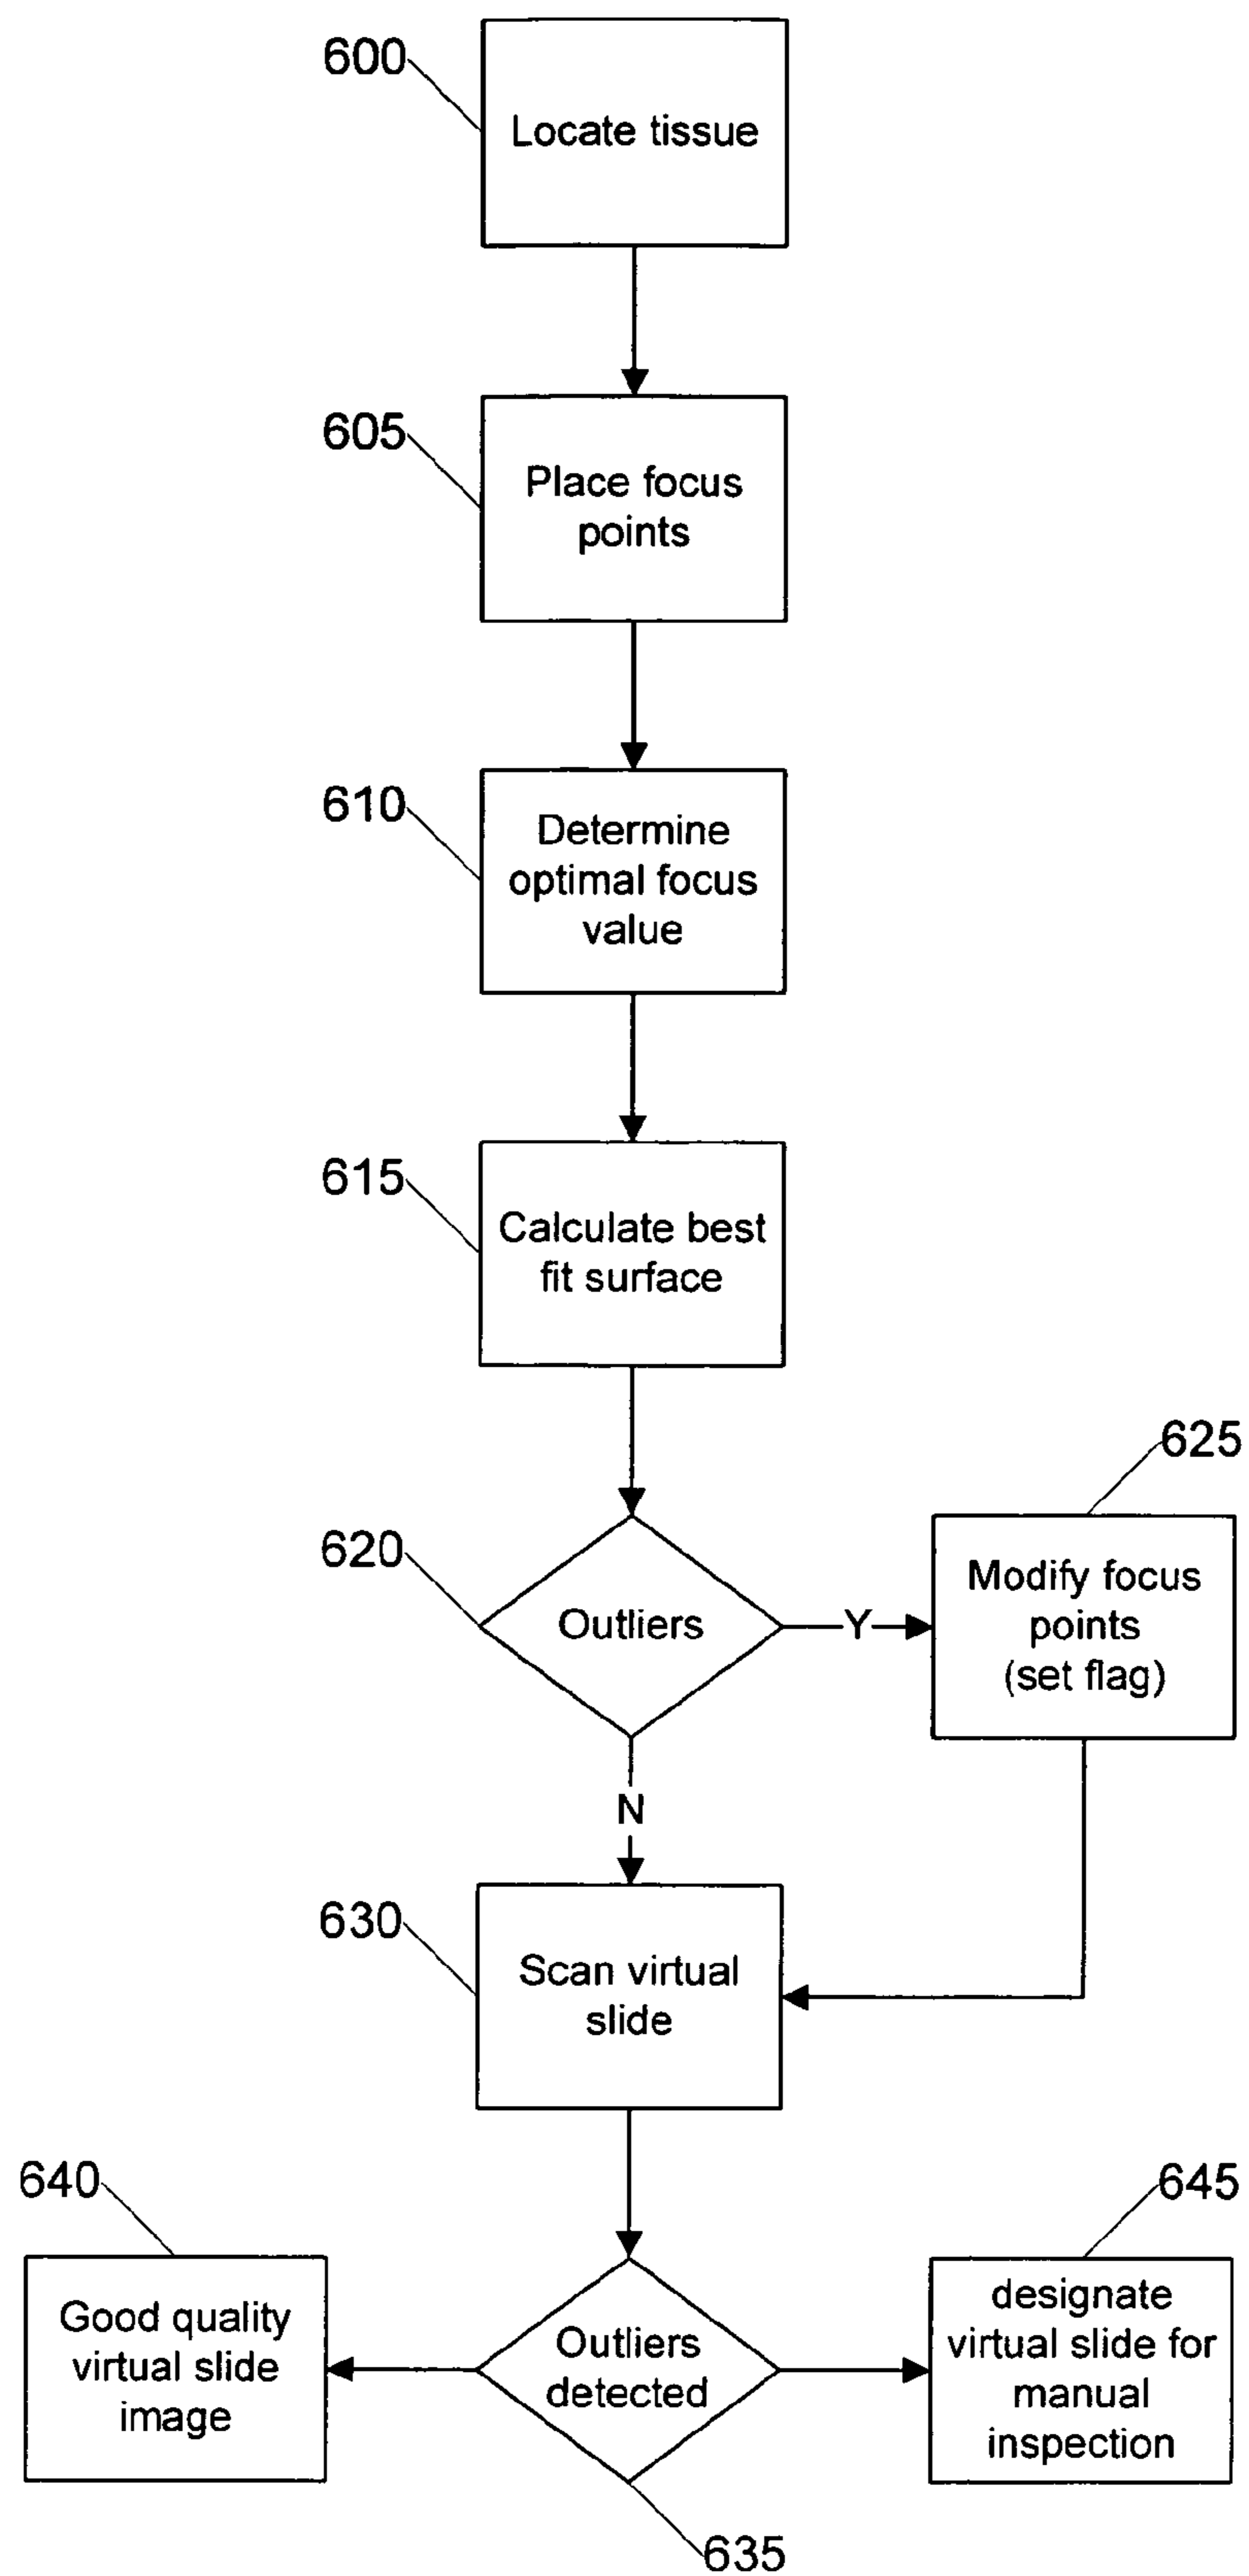 600
Locate tissue
605
Place focus
points
610
Determine
optimal focus
value
615
Calculate best
fit surface
620
Outliers
Y
625
Modify focus
points
(set flag)
N
630
Scan virtual
slide
640
Good quality
virtual slide
image
Outliers
detected
635
645
designate
virtual slide for
manual
inspection